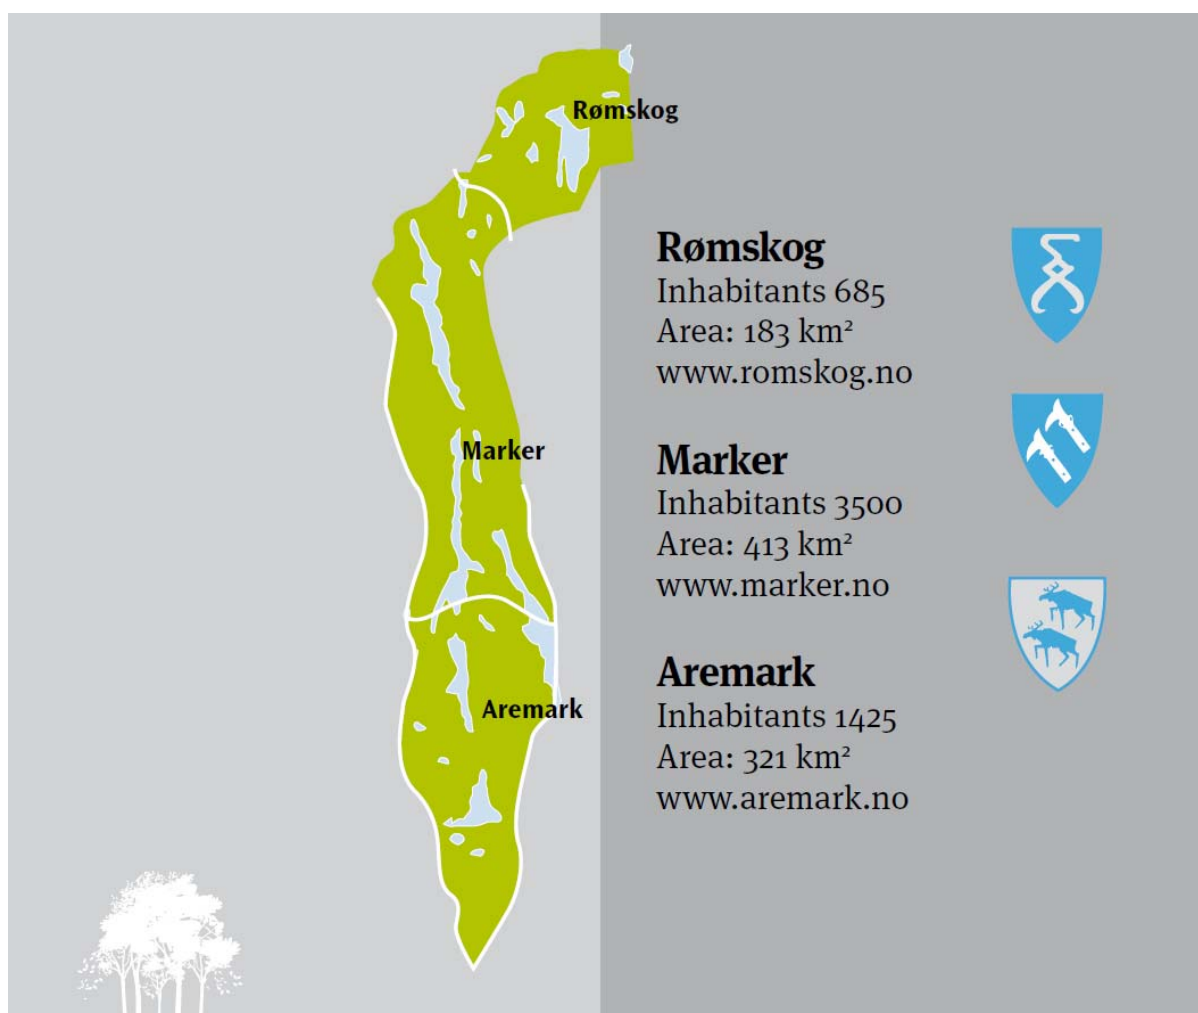 Rømskog
Marker
Aremark
Rømskog
Inhabitants 685
Area: 183 km²
www.romskog.no
Marker
Inhabitants 3500
Area: 413 km²
www.marker.no
Aremark
Inhabitants 1425
Area: 321 km²
www.aremark.no